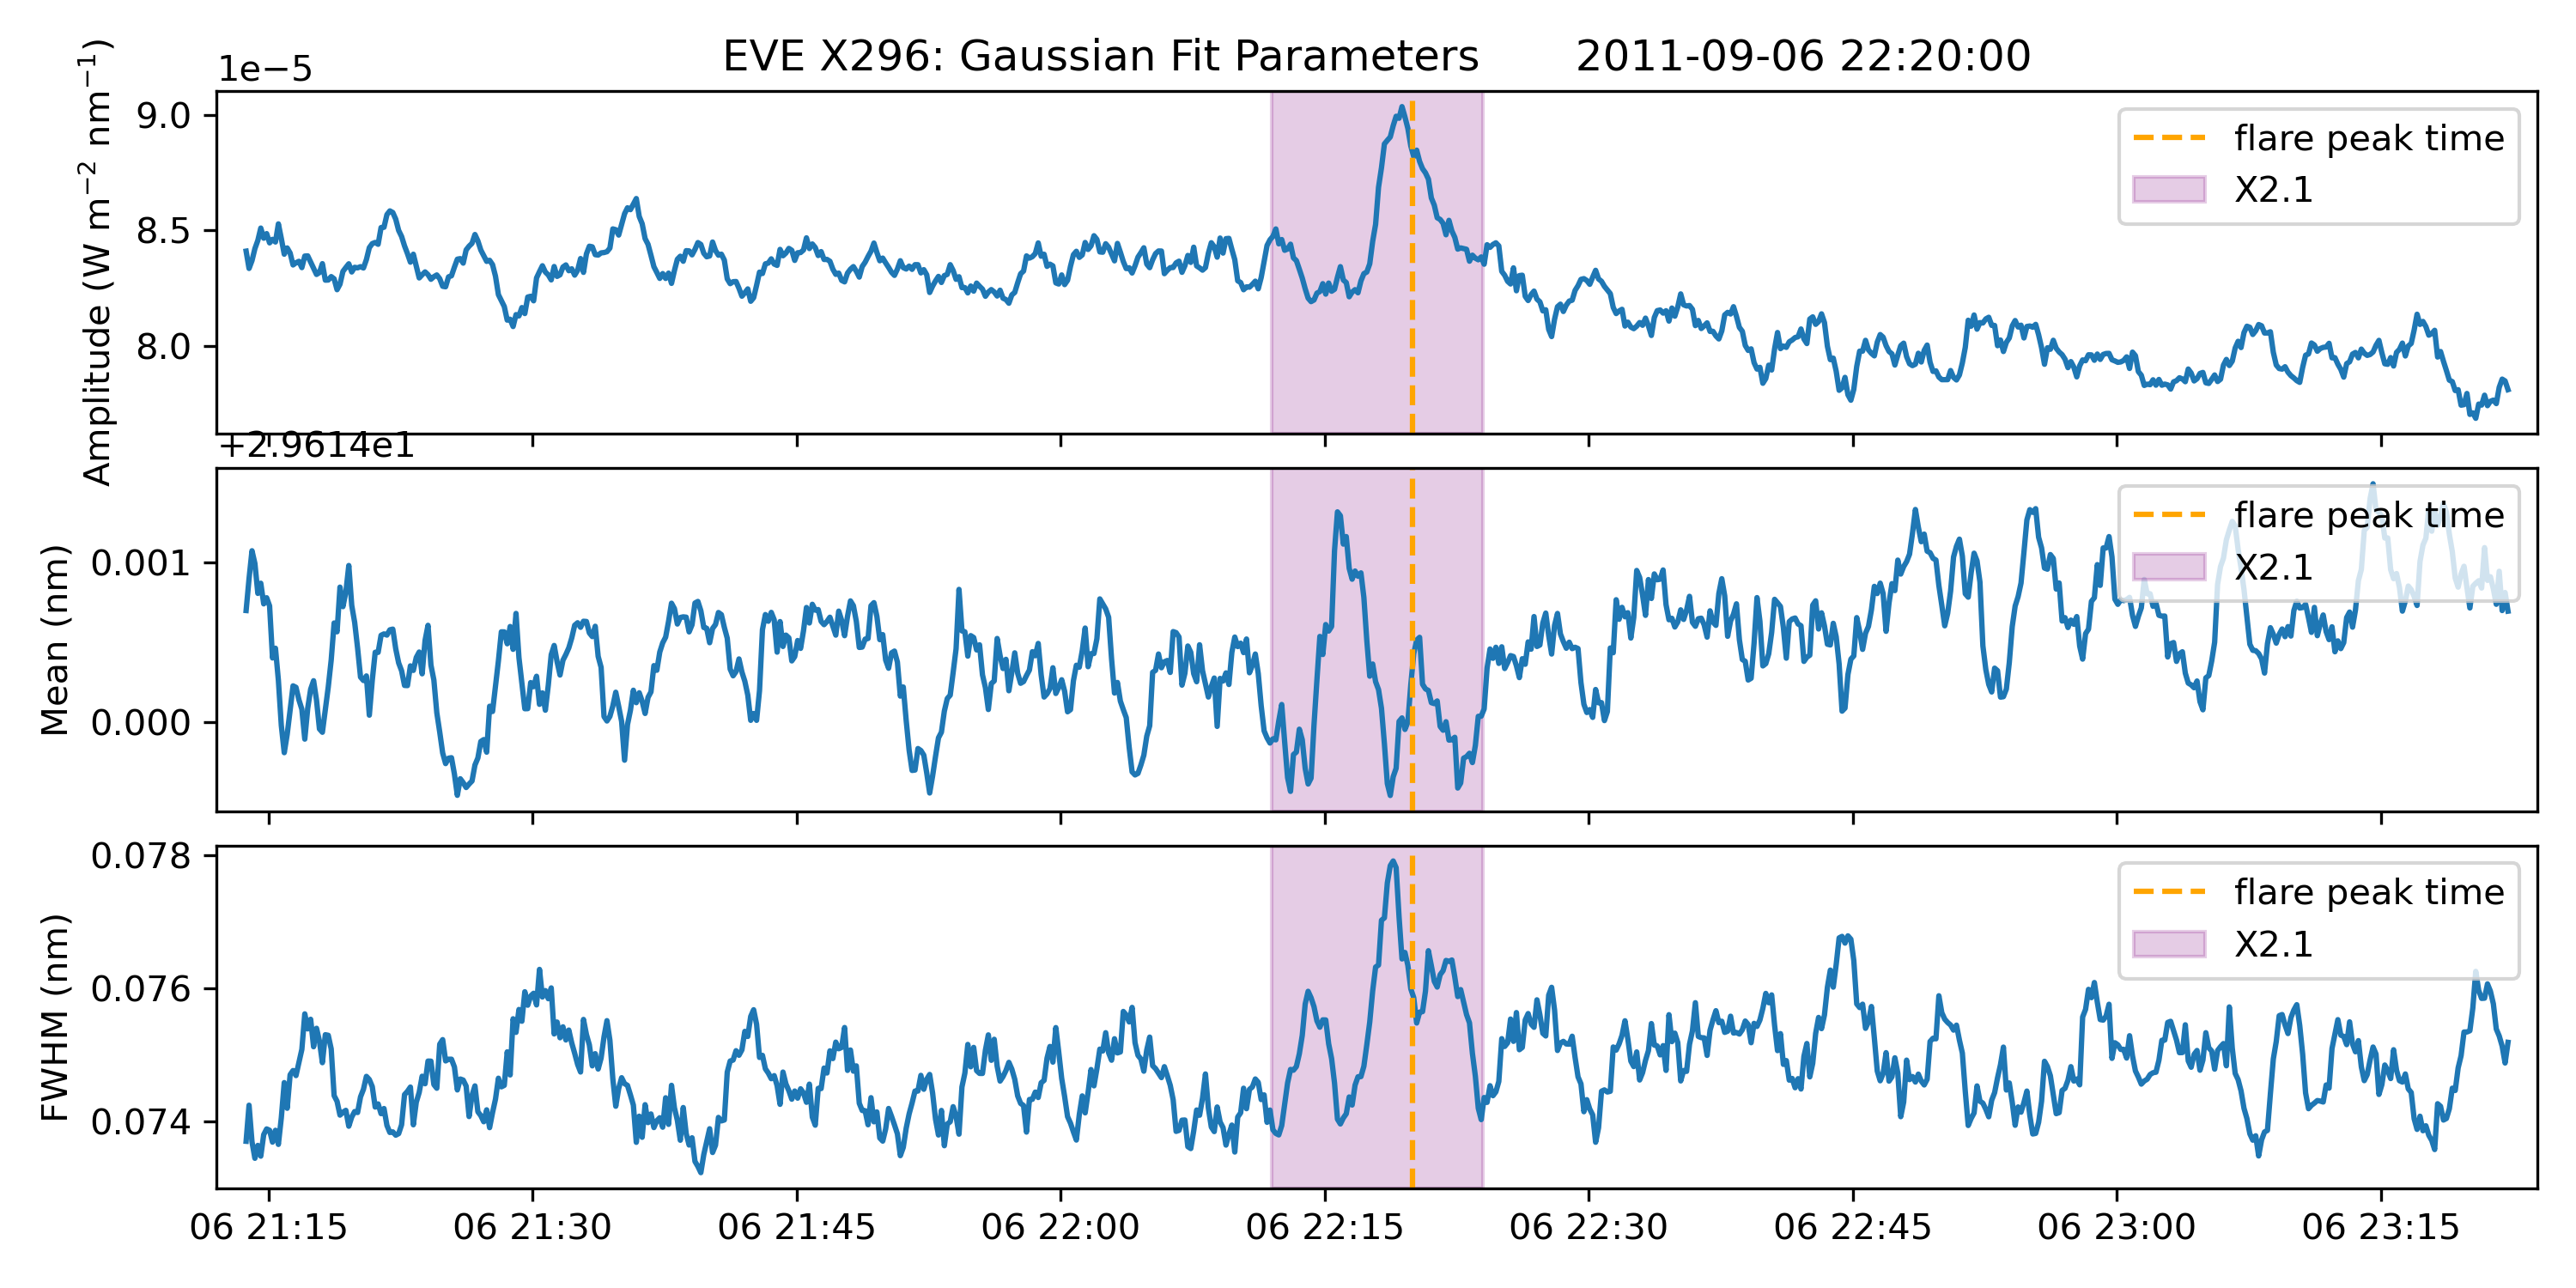 EVE X296: Gaussian Fit Parameters 2011-09-06 22:20:00
1e−5
Amplitude (W m⁻² nm⁻¹)
9.0
8.5
8.0
flare peak time
X2.1
+2.9614e1
Mean (nm)
0.001
0.000
flare peak time
X2.1
FWHM (nm)
0.078
0.076
0.074
flare peak time
X2.1
06 21:15 06 21:30 06 21:45 06 22:00 06 22:15 06 22:30 06 22:45 06 23:00 06 23:15